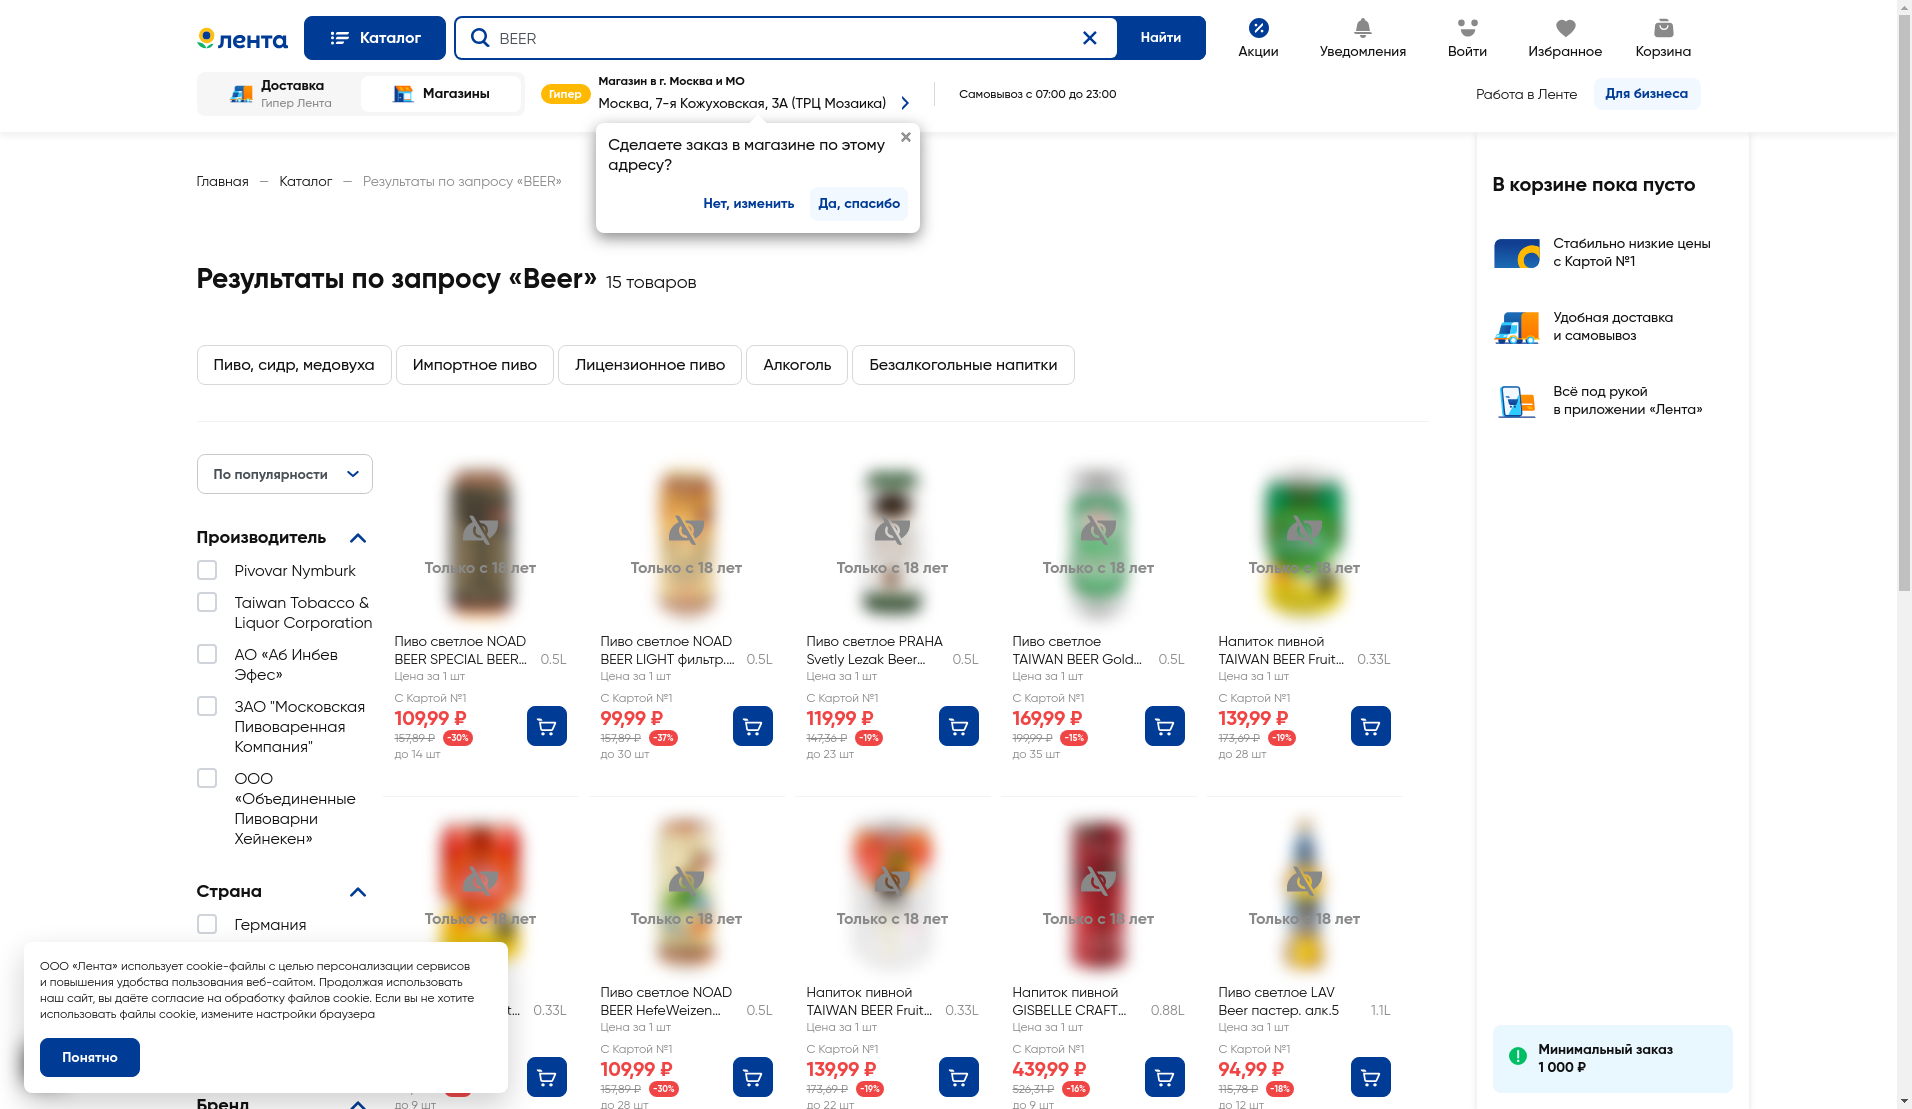 лента
Каталог
BEER
Найти
Акции
Уведомления
Войти
Избранное
Корзина
Доставка
Гипер Лента
Магазины
Гипер
Магазин в г. Москва и МО
Москва, 7-я Кожуховская, 3А (ТРЦ Мозаика)
Самовывоз с 07:00 до 23:00
Работа в Ленте
Для бизнеса
Сделаете заказ в магазине по этому
адресу?
Нет, изменить
Да, спасибо
Главная — Каталог — Результаты по запросу «BEER»
Результаты по запросу «Beer» 15 товаров
Пиво, сидр, медовуха
Импортное пиво
Лицензионное пиво
Алкоголь
Безалкогольные напитки
По популярности
Производитель
Pivovar Nymburk
Taiwan Tobacco &
Liquor Corporation
АО «Аб Инбев
Эфес»
ЗАО "Московская
Пивоваренная
Компания"
ООО
«Объединенные
Пивоварни
Хейнекен»
Страна
Германия
Бренд
Только с 18 лет
Пиво светлое NOAD
BEER SPECIAL BEER... 0.5L
Цена за 1 шт
С Картой №1
109,99 ₽
157,89 ₽ -30%
до 14 шт
Только с 18 лет
Пиво светлое NOAD
BEER LIGHT фильтр.... 0.5L
Цена за 1 шт
С Картой №1
99,99 ₽
157,89 ₽ -37%
до 30 шт
Только с 18 лет
Пиво светлое PRAHA
Svetly Lezak Beer... 0.5L
Цена за 1 шт
С Картой №1
119,99 ₽
147,36 ₽ -19%
до 23 шт
Только с 18 лет
Пиво светлое
TAIWAN BEER Gold... 0.5L
Цена за 1 шт
С Картой №1
169,99 ₽
199,99 ₽ -15%
до 35 шт
Только с 18 лет
Напиток пивной
TAIWAN BEER Fruit... 0.33L
Цена за 1 шт
С Картой №1
139,99 ₽
173,69 ₽ -19%
до 28 шт
Только с 18 лет
0.33L
до 9 шт
Только с 18 лет
Пиво светлое NOAD
BEER HefeWeizen... 0.5L
Цена за 1 шт
С Картой №1
109,99 ₽
157,89 ₽ -30%
до 28 шт
Только с 18 лет
Напиток пивной
TAIWAN BEER Fruit... 0.33L
Цена за 1 шт
С Картой №1
139,99 ₽
173,69 ₽ -19%
до 22 шт
Только с 18 лет
Напиток пивной
GISBELLE CRAFT... 0.88L
Цена за 1 шт
С Картой №1
439,99 ₽
526,31 ₽ -16%
до 9 шт
Только с 18 лет
Пиво светлое LAV
Beer пастер. алк.5 1.1L
Цена за 1 шт
С Картой №1
94,99 ₽
115,78 ₽ -18%
до 12 шт
В корзине пока пусто
Стабильно низкие цены
с Картой №1
Удобная доставка
и самовывоз
Всё под рукой
в приложении «Лента»
Минимальный заказ
1 000 ₽
ООО «Лента» использует cookie-файлы с целью персонализации сервисов
и повышения удобства пользования веб-сайтом. Продолжая использовать
наш сайт, вы даёте согласие на обработку файлов cookie. Если вы не хотите
использовать файлы cookie, измените настройки браузера
Понятно